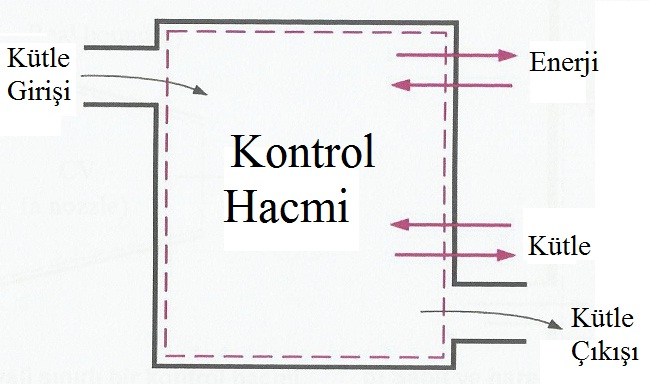 Kütle
Girişi
Enerji
Kontrol
Hacmi
Kütle
Kütle
Çıkışı